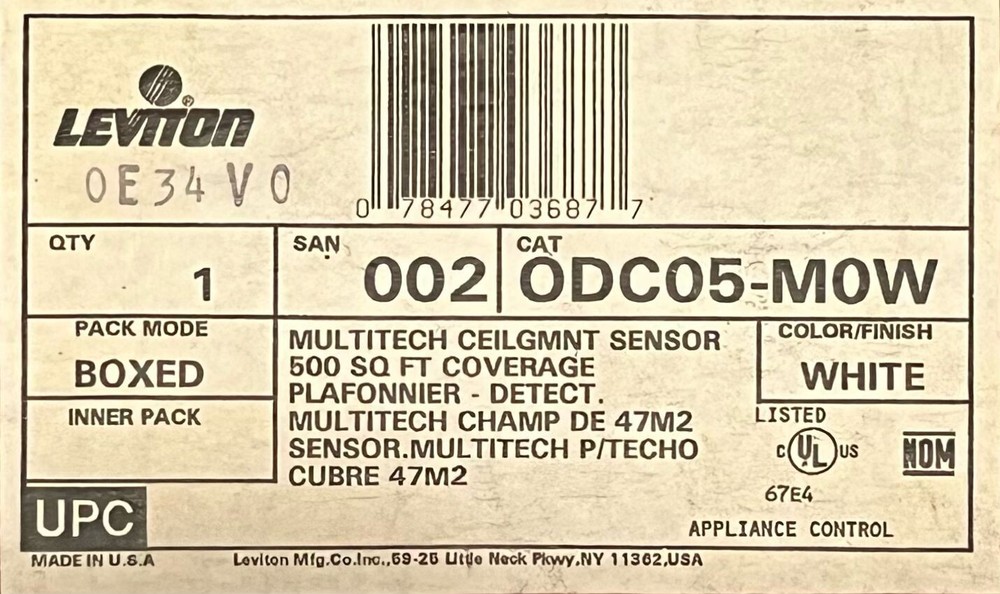 LEVITON®
0E34V0
0 78477 03687 7
QTY
1
SAN
002
CAT
ODC05-M0W
PACK MODE
BOXED
INNER PACK
MULTITECH CEILGMNT SENSOR
500 SQ FT COVERAGE
PLAFONNIER - DETECT.
MULTITECH CHAMP DE 47M2
SENSOR.MULTITECH P/TECHO
CUBRE 47M2
COLOR/FINISH
WHITE
LISTED
C UL US
67E4
NOM
APPLIANCE CONTROL
UPC
MADE IN U.S.A
Leviton Mfg.Co.Inc.,59-25 Little Neck Pkwy,NY 11362,USA